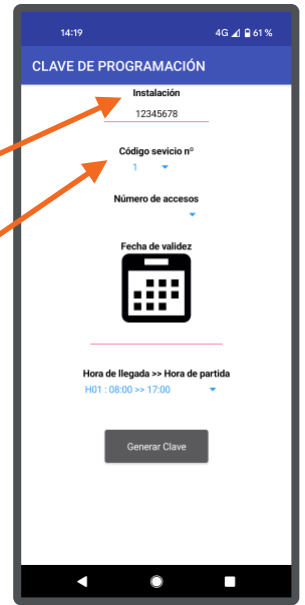 14:19 4G 61 %
CLAVE DE PROGRAMACIÓN
Instalación
12345678
Código sevicio nº
1
Número de accesos
Fecha de validez
Hora de llegada >> Hora de partida
H01 : 08:00 >> 17:00
Generar Clave